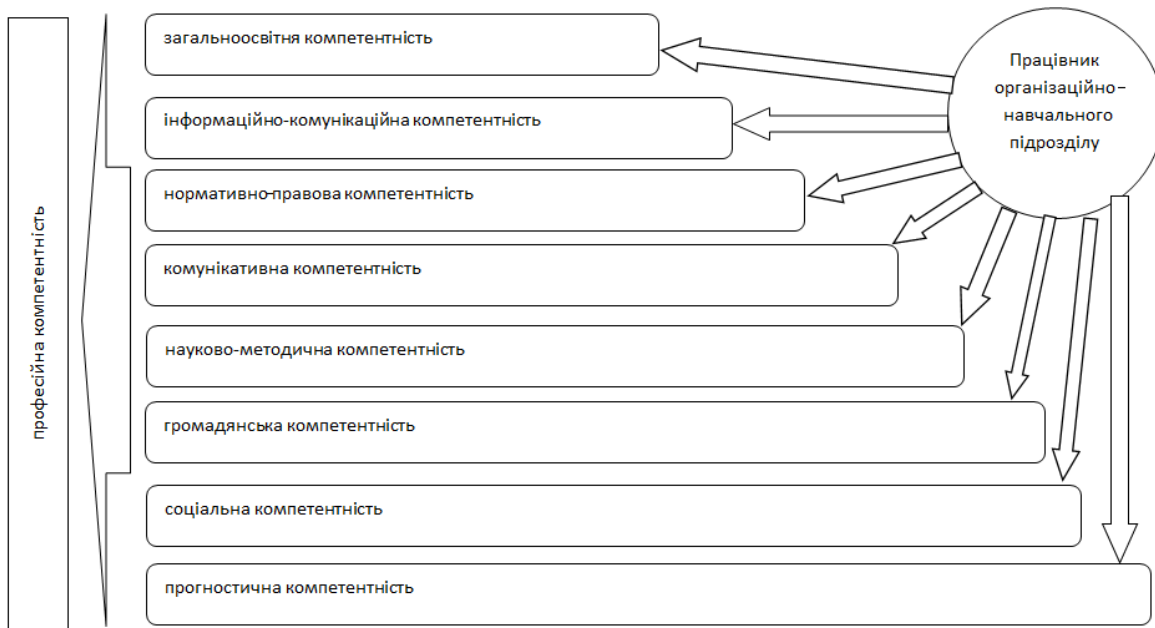 професійна компетентність
загальноосвітня компетентність
інформаційно-комунікаційна компетентність
нормативно-правова компетентність
комунікативна компетентність
науково-методична компетентність
громадянська компетентність
соціальна компетентність
прогностична компетентність
Працівник
організаційно–
навчального
підрозділу